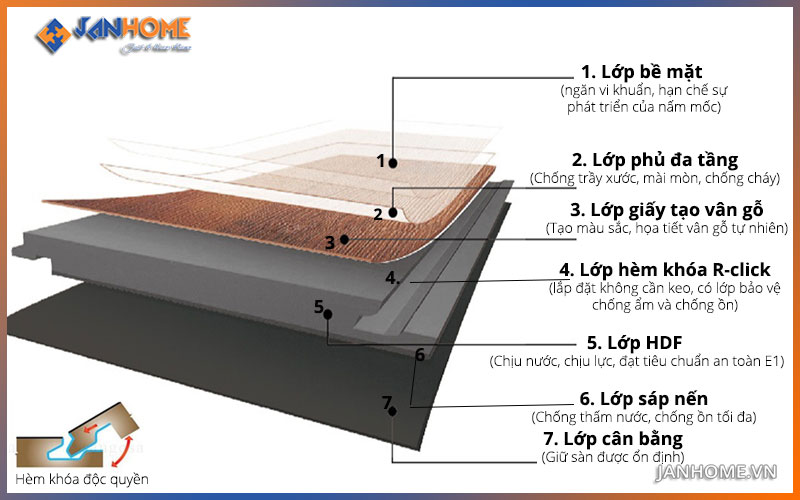 JANHOME
1. Lớp bề mặt
(ngăn vi khuẩn, hạn chế sự
phát triển của nấm mốc)
2. Lớp phủ đa tầng
(Chống trầy xước, mài mòn, chống cháy)
3. Lớp giấy tạo vân gỗ
(Tạo màu sắc, họa tiết vân gỗ tự nhiên)
4. Lớp hèm khóa R-click
(lắp đặt không cần keo, có lớp bảo vệ
chống ẩm và chống ồn)
5. Lớp HDF
(Chịu nước, chịu lực, đạt tiêu chuẩn an toàn E1)
6. Lớp sáp nến
(Chống thấm nước, chống ồn tối đa)
7. Lớp cân bằng
(Giữ sàn được ổn định)
1
2
3
4.
5
6
7
Hèm khóa độc quyền
JANHOME.VN